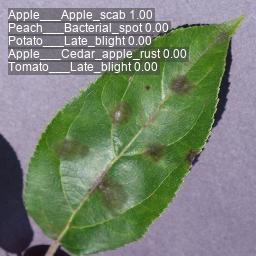 Apple___Apple_scab 1.00
Peach___Bacterial_spot 0.00
Potato___Late_blight 0.00
Apple___Cedar_apple_rust 0.00
Tomato___Late_blight 0.00